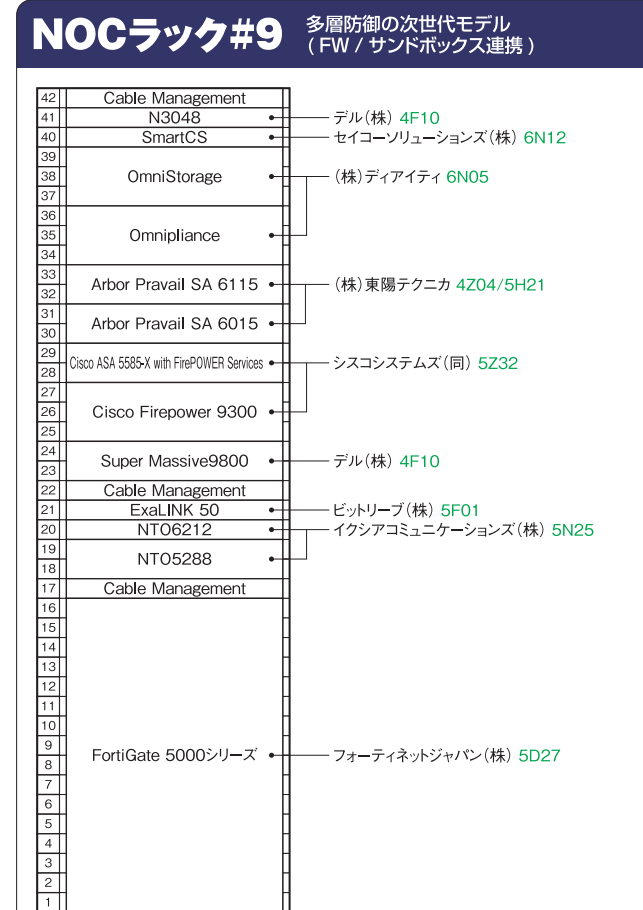 NOCラック#9
多層防御の次世代モデル
( FW / サンドボックス連携 )
42 Cable Management
41 N3048 デル(株) 4F10
40 SmartCS セイコーソリューションズ(株) 6N12
39
38 OmniStorage (株)ディアイティ 6N05
37
36
35 Omnipliance
34
33 Arbor Pravail SA 6115 (株)東陽テクニカ 4Z04/5H21
32
31 Arbor Pravail SA 6015
30
29 Cisco ASA 5585-X with FirePOWER Services シスコシステムズ(同) 5Z32
28
27
26 Cisco Firepower 9300
25
24 Super Massive9800 デル(株) 4F10
23
22 Cable Management
21 ExaLINK 50 ビットリーブ(株) 5F01
20 NTO6212 イクシアコミュニケーションズ(株) 5N25
19 NTO5288
18
17 Cable Management
16
15
14
13
12
11
10
9 FortiGate 5000シリーズ フォーティネットジャパン(株) 5D27
8
7
6
5
4
3
2
1